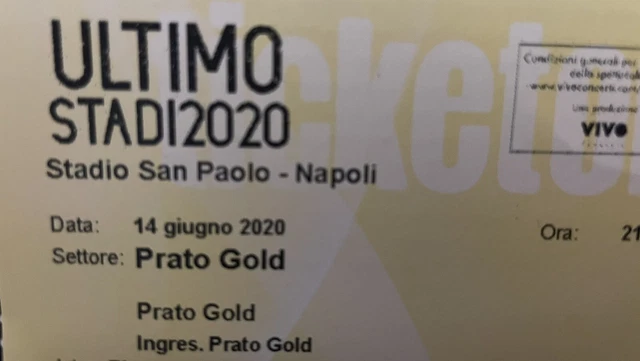 ULTIMO
STADI2020
Stadio San Paolo - Napoli
Condizioni generali per
dello spettacolo
www.vivoconcerti.com/
Una produzione
VIVO
Data: 14 giugno 2020
Ora: 21
Settore: Prato Gold
Prato Gold
Ingres. Prato Gold